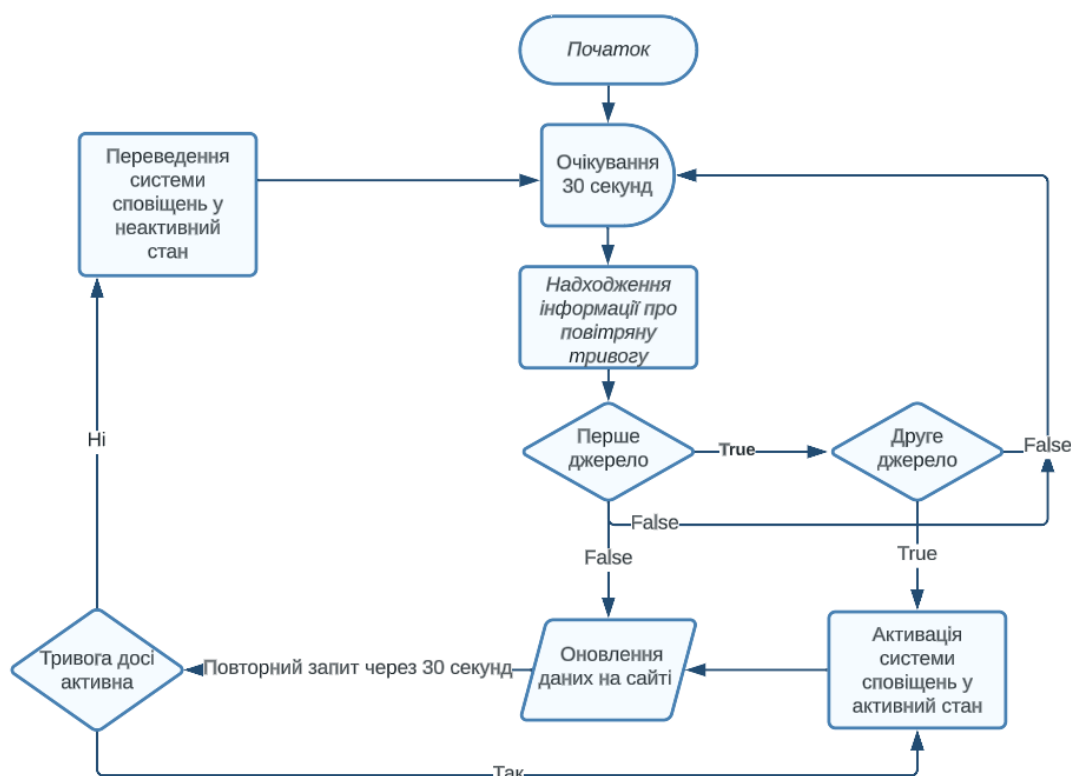 Початок
Переведення
системи
сповіщень у
неактивний
стан
Очікування
30 секунд
Надходження
інформації про
повітряну
тривогу
Перше
джерело
True
Друге
джерело
False
False
False
True
Ні
Тривога досі
активна
Повторний запит через 30 секунд
Оновлення
даних на сайті
Активація
системи
сповіщень у
активний стан
Так